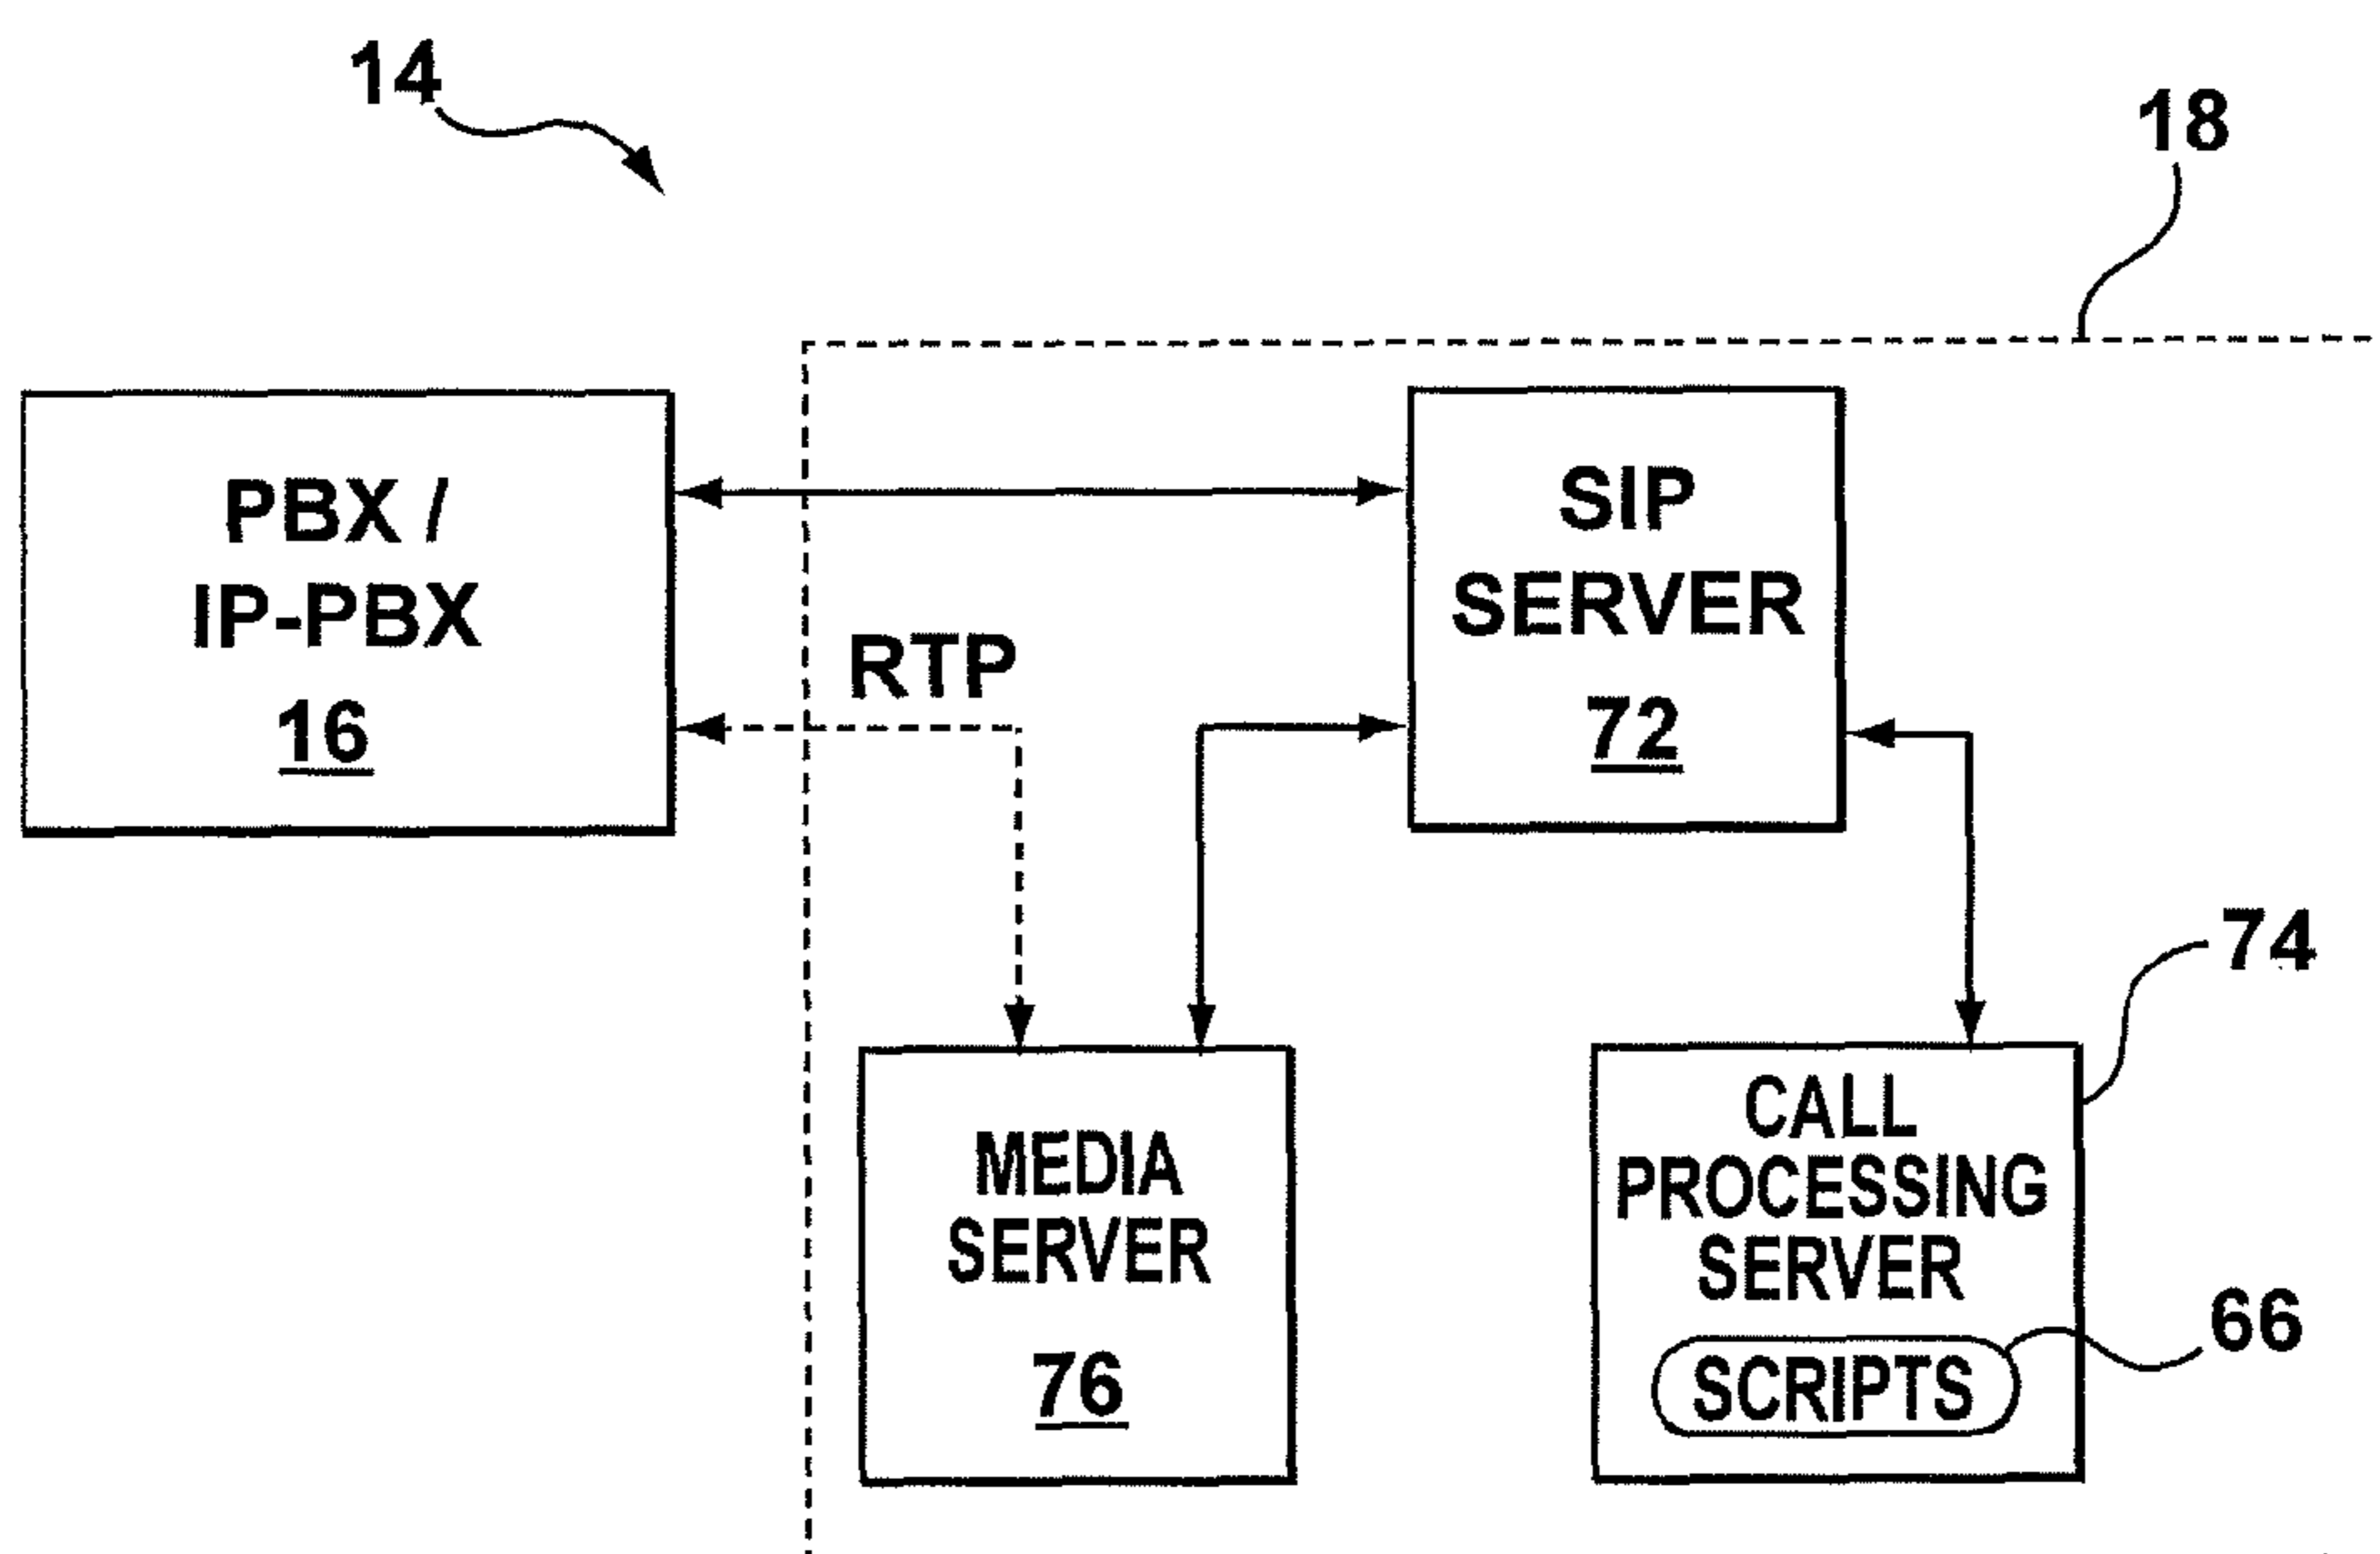 14
18
PBX /
IP-PBX
16
RTP
SIP
SERVER
72
74
MEDIA
SERVER
76
CALL
PROCESSING
SERVER
SCRIPTS
66